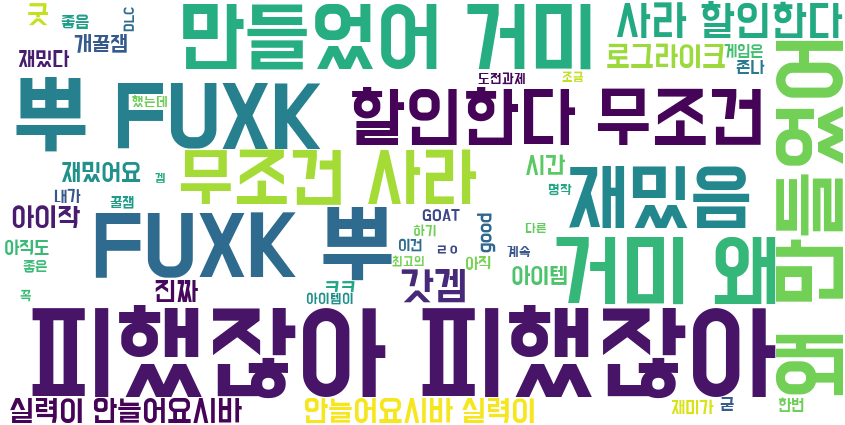 굿
좋음
DLC
개꿀잼
재밌다
만들었어 거미
사라 할인한다
로그라이크
게임은
존나
도전과제
조금
왜 만들었어
뿌 FUXK
했는데
할인한다 무조건
재밌어요
겜
무조건 사라
시간
명작
재밌음
내가
꿀잼
아이작
아직도
좋은
꼭
FUXK 뿌
GOAT
하기
이건
ㄹㅇ
최고의
good
아직
계속
다른
갓겜
아이템
거미 왜
진짜
ㅋㅋ
아이템이
피했잖아 피했잖아
실력이 안늘어요시바
안늘어요시바 실력이
재미가
굳
한번